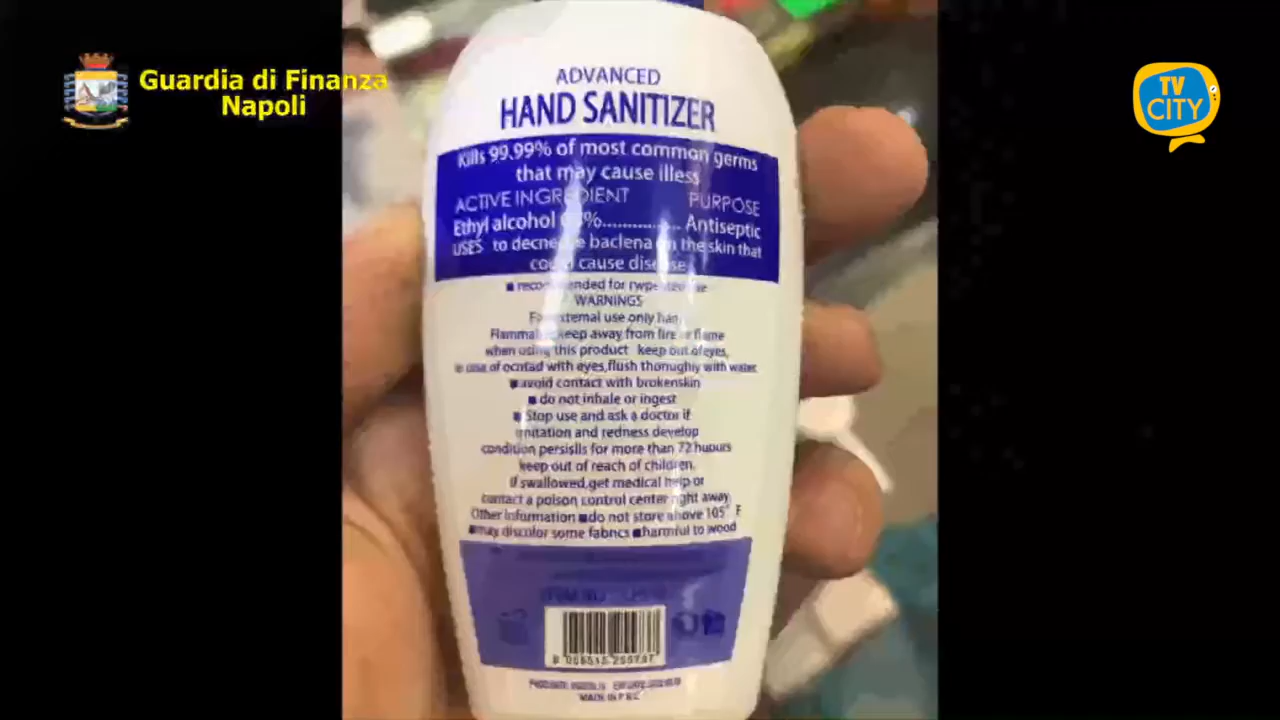 Guardia di Finanza
Napoli
TV
CITY
ADVANCED
HAND SANITIZER
Kills 99.99% of most common germs
that may cause illess
ACTIVE INGREDIENT PURPOSE
Ethyl alcohol Antiseptic
USES to baclena on the skin that
could cause disease
recommended for
WARNINGS
For external use only
keep away from fire or flame
when using this product keep out of eyes,
of ocntad with eyes,flush thoroughly with water.
■ avoid contact with brokenskin
■ do not inhale or ingest
■ Stop use and ask a doctor if
and redness develop
condition persislls for more than 72 hupurs
keep out of reach of children.
if swallowed,get medical help or
contact a poison control center right away
Other Information ■do not store above 105° F
■may discolor some fabrics ■harmful to wood
MADE IN P.R.C